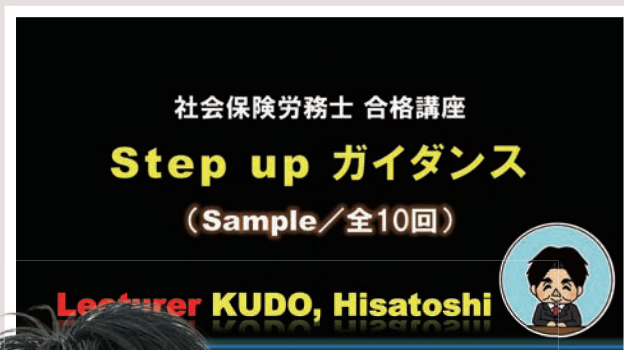 社会保険労務士 合格講座
Step up ガイダンス
（Sample／全10回）
Lecturer KUDO, Hisatoshi